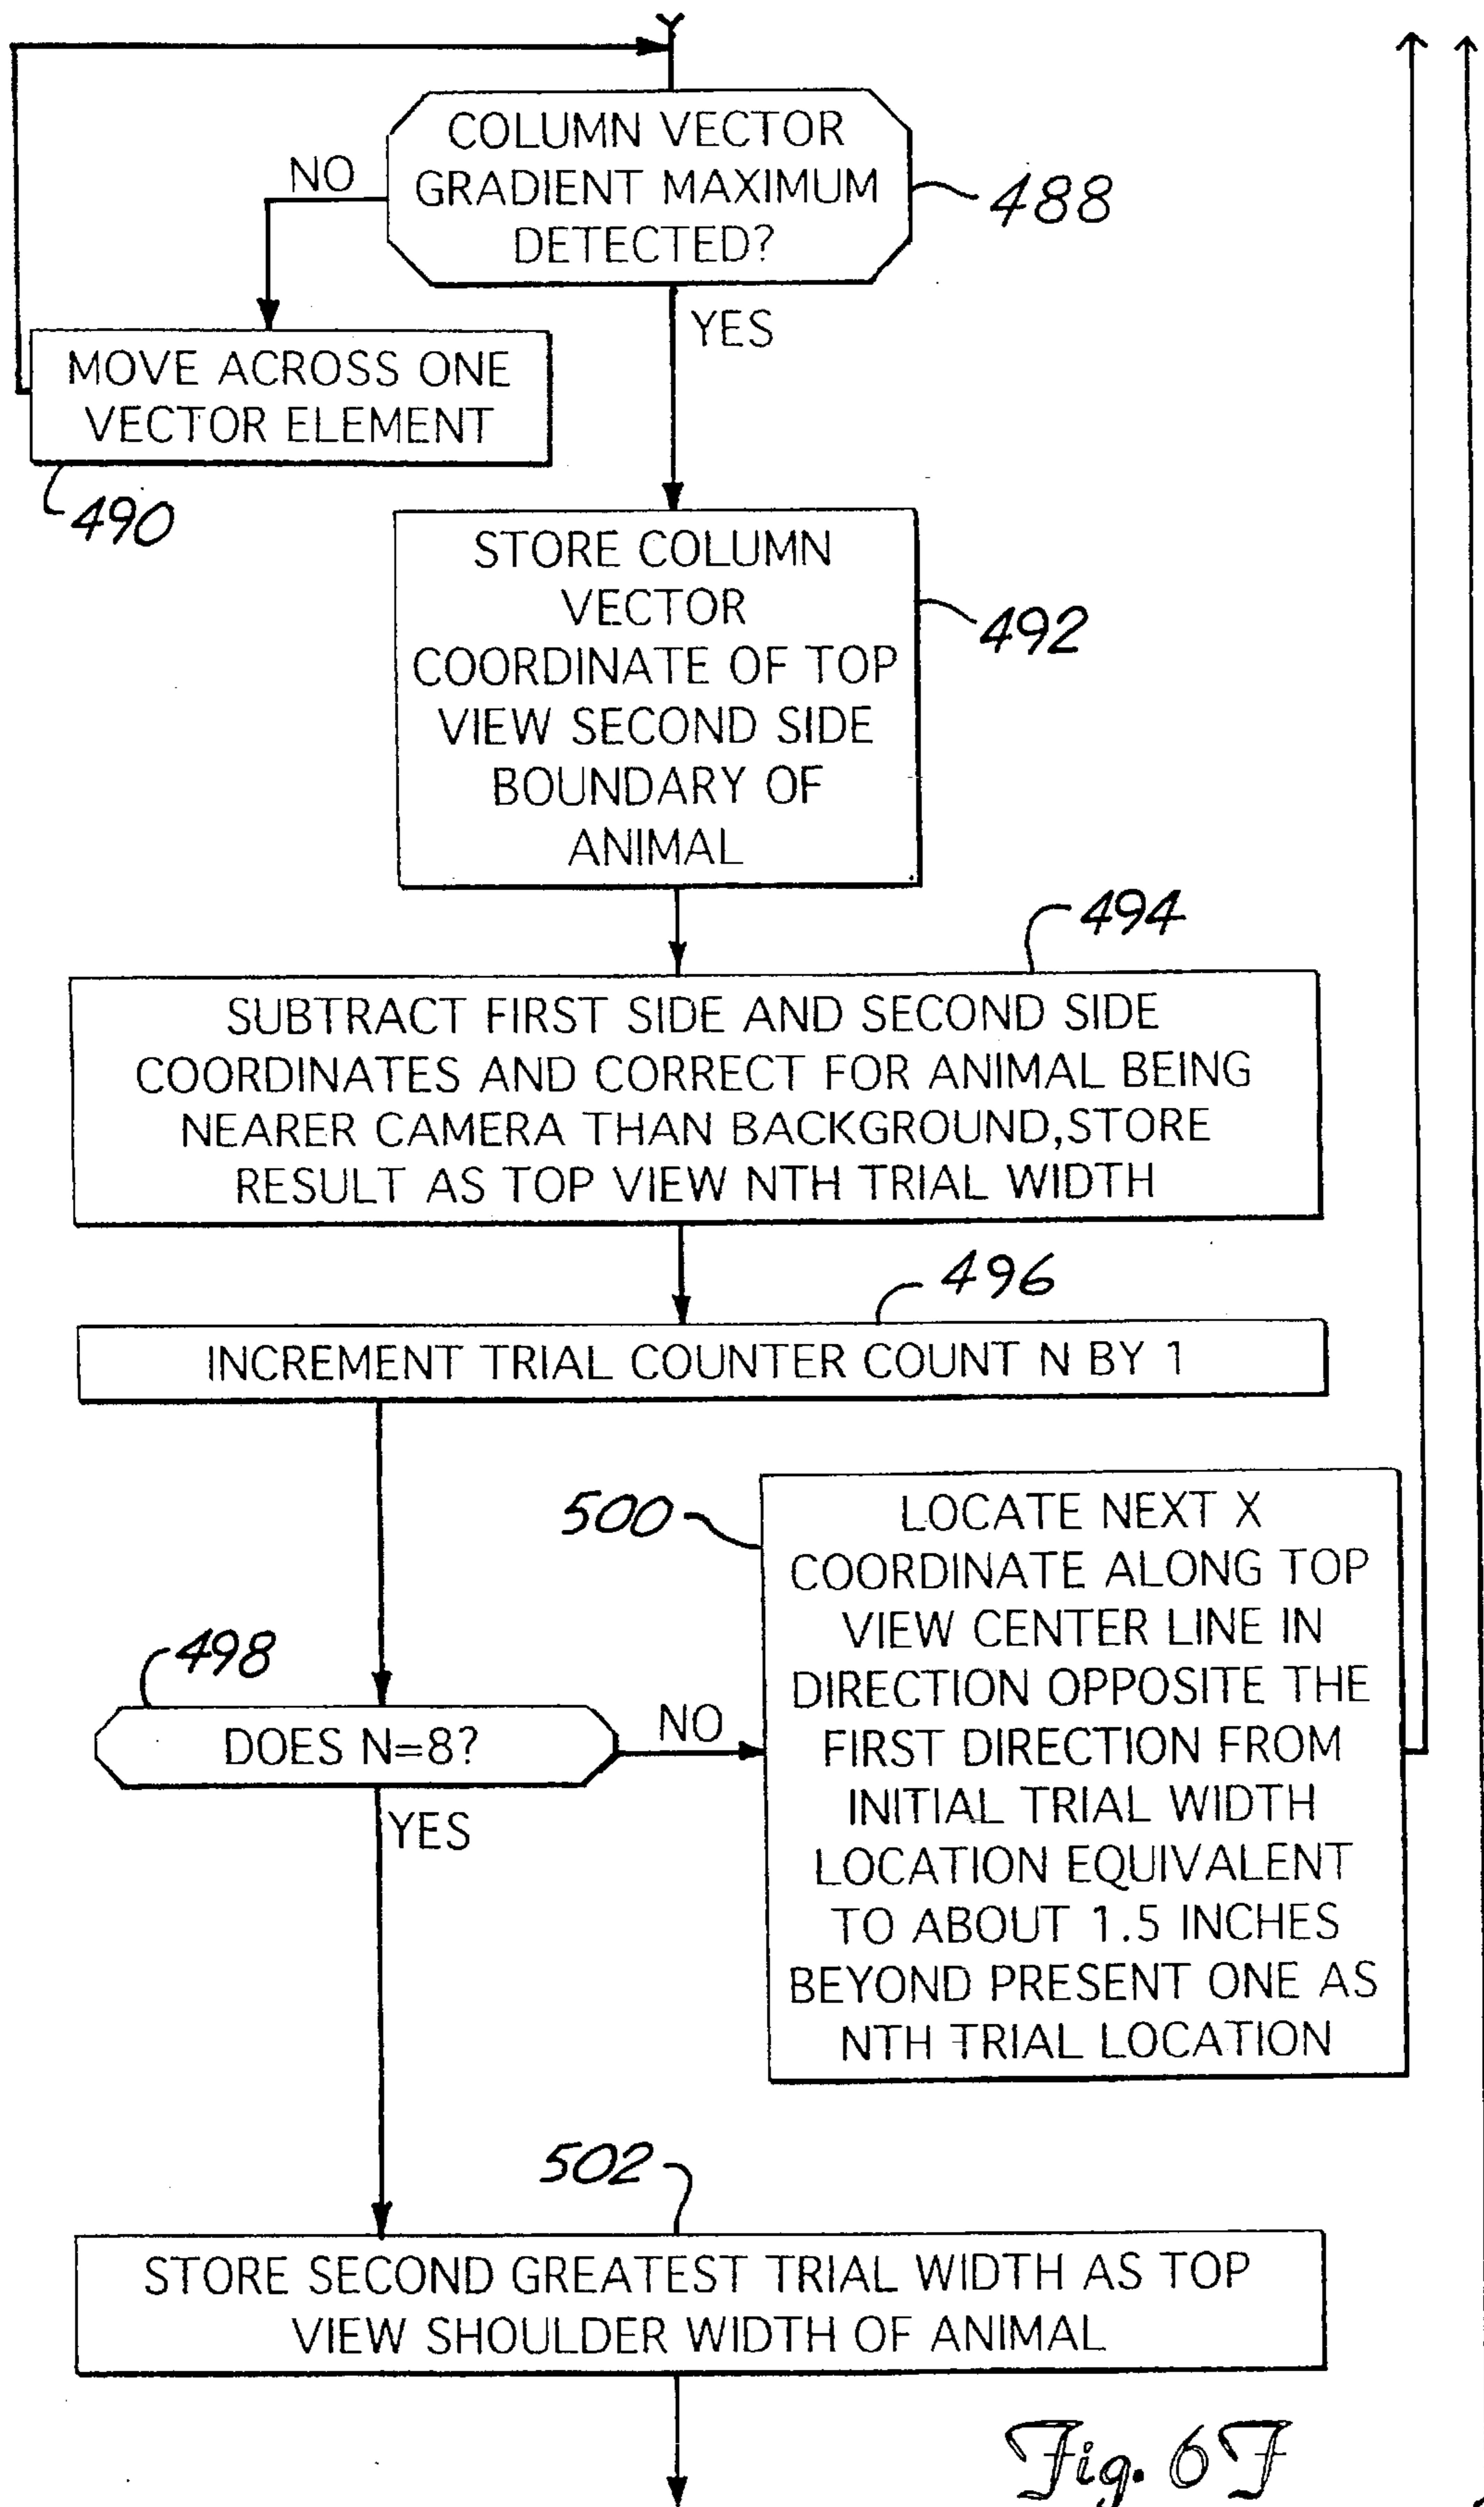 COLUMN VECTOR
GRADIENT MAXIMUM
DETECTED?
488
NO
YES
MOVE ACROSS ONE
VECTOR ELEMENT
490
STORE COLUMN
VECTOR
COORDINATE OF TOP
VIEW SECOND SIDE
BOUNDARY OF
ANIMAL
492
494
SUBTRACT FIRST SIDE AND SECOND SIDE
COORDINATES AND CORRECT FOR ANIMAL BEING
NEARER CAMERA THAN BACKGROUND,STORE
RESULT AS TOP VIEW NTH TRIAL WIDTH
496
INCREMENT TRIAL COUNTER COUNT N BY 1
498
DOES N=8?
NO
YES
500
LOCATE NEXT X
COORDINATE ALONG TOP
VIEW CENTER LINE IN
DIRECTION OPPOSITE THE
FIRST DIRECTION FROM
INITIAL TRIAL WIDTH
LOCATION EQUIVALENT
TO ABOUT 1.5 INCHES
BEYOND PRESENT ONE AS
NTH TRIAL LOCATION
502
STORE SECOND GREATEST TRIAL WIDTH AS TOP
VIEW SHOULDER WIDTH OF ANIMAL
Fig. 6F